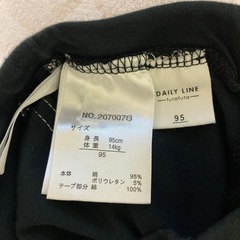 NO.207007G
サイズ
身長 95cm
体重 14kg
95
本体 綿 95%
ポリウレタン 5%
テープ部分 綿 100%
DAILY LINE
futafuta
95